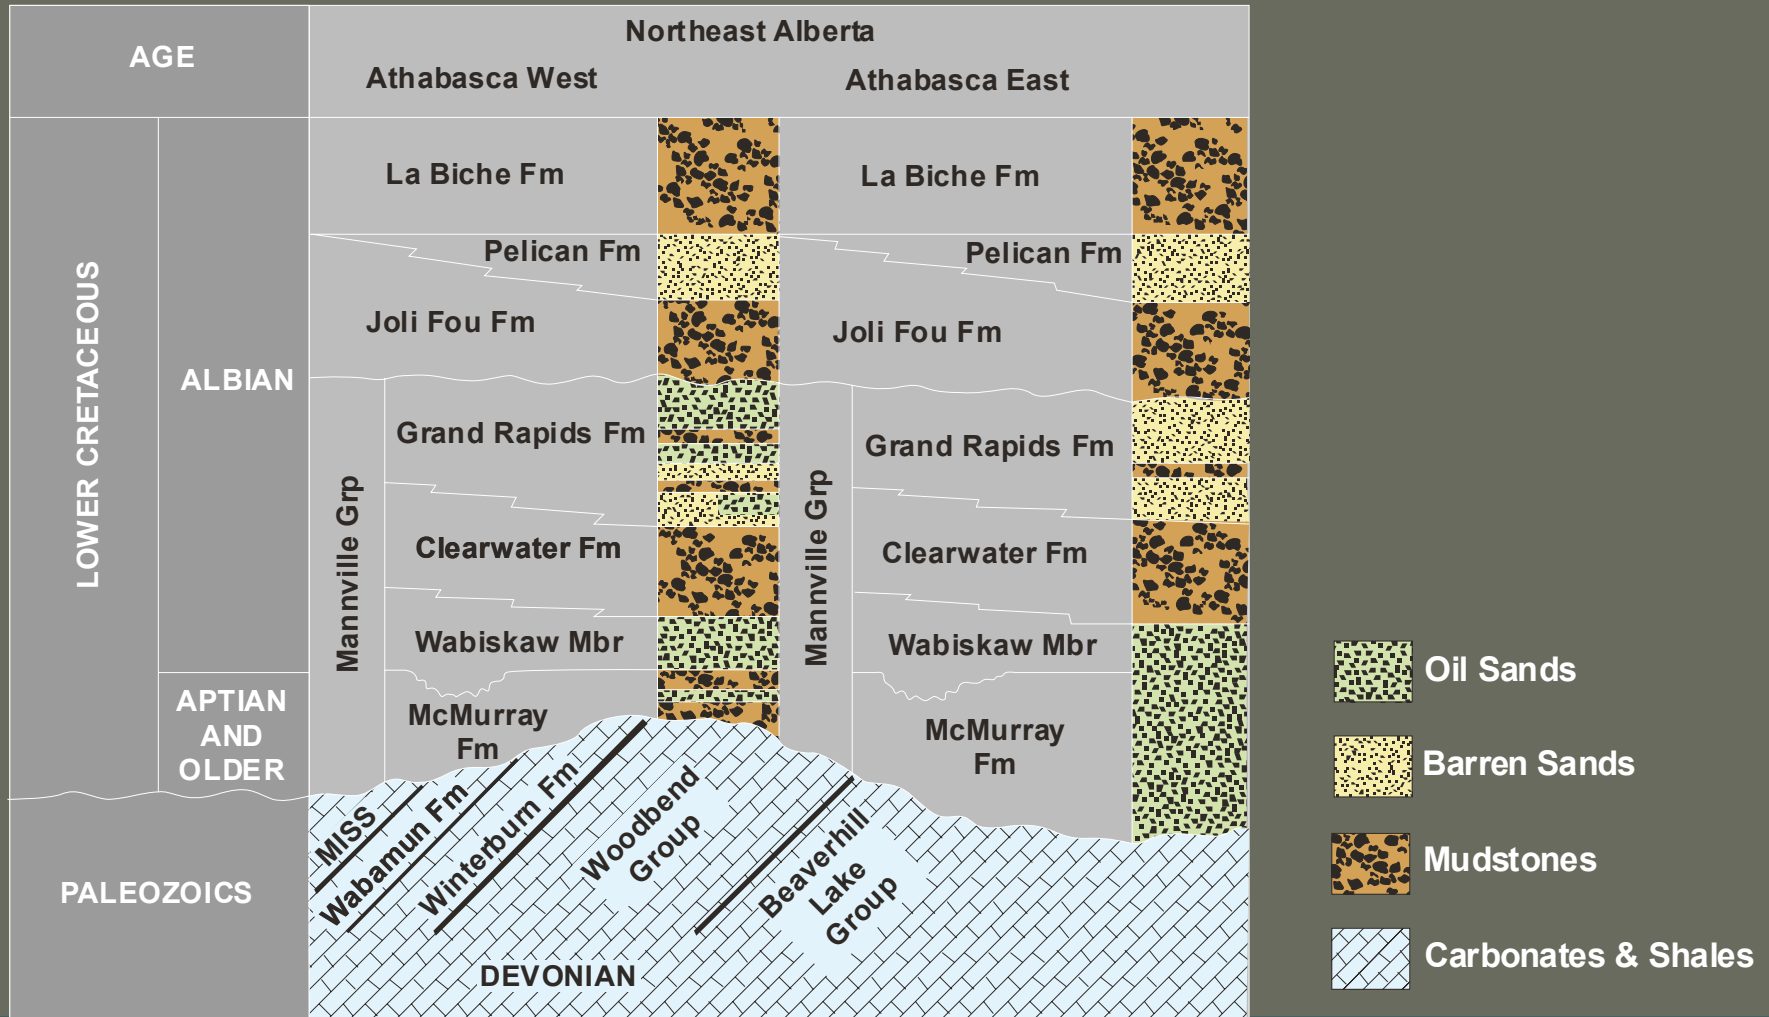 AGE
Northeast Alberta
Athabasca West
Athabasca East
LOWER CRETACEOUS
ALBIAN
APTIAN
AND
OLDER
PALEOZOICS
La Biche Fm
Pelican Fm
Joli Fou Fm
Mannville Grp
Grand Rapids Fm
Clearwater Fm
Wabiskaw Mbr
McMurray
Fm
La Biche Fm
Pelican Fm
Joli Fou Fm
Mannville Grp
Grand Rapids Fm
Clearwater Fm
Wabiskaw Mbr
McMurray
Fm
MISS
Wabamun Fm
Winterburn Fm
Woodbend
Group
Beaverhill
Lake
Group
DEVONIAN
Oil Sands
Barren Sands
Mudstones
Carbonates & Shales